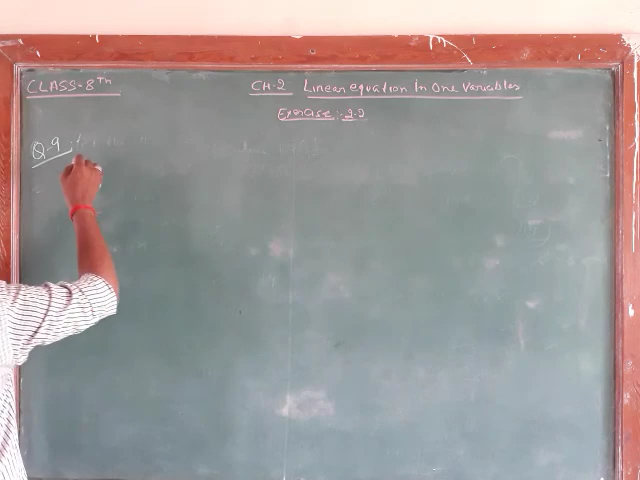 CLASS-8Th
CH-2 Linear equation In One Variables
Exercise:- 2.2
Q-9